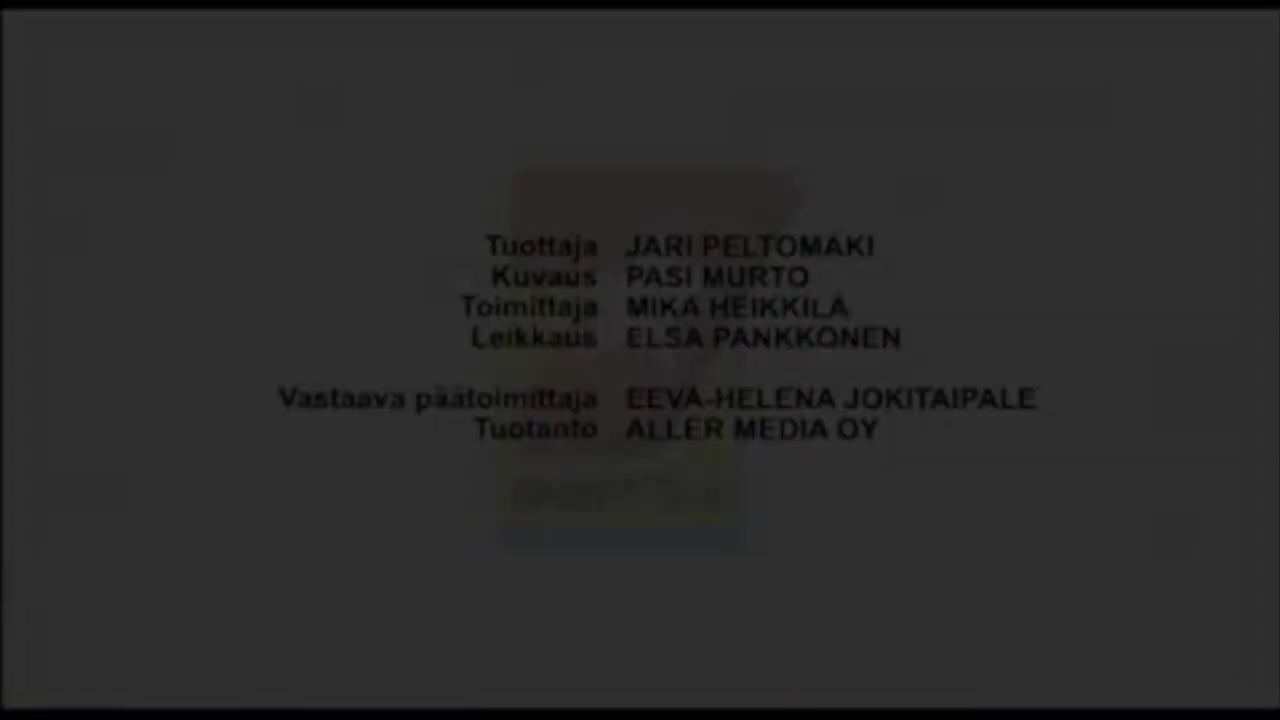 Tuottaja JARI PELTOMÄKI
Kuvaus PASI MURTO
Toimittaja MIKA HEIKKILÄ
Leikkaus ELSA PANKKONEN
Vastaava päätoimittaja EEVA-HELENA JOKITAIPALE
Tuotanto ALLER MEDIA OY